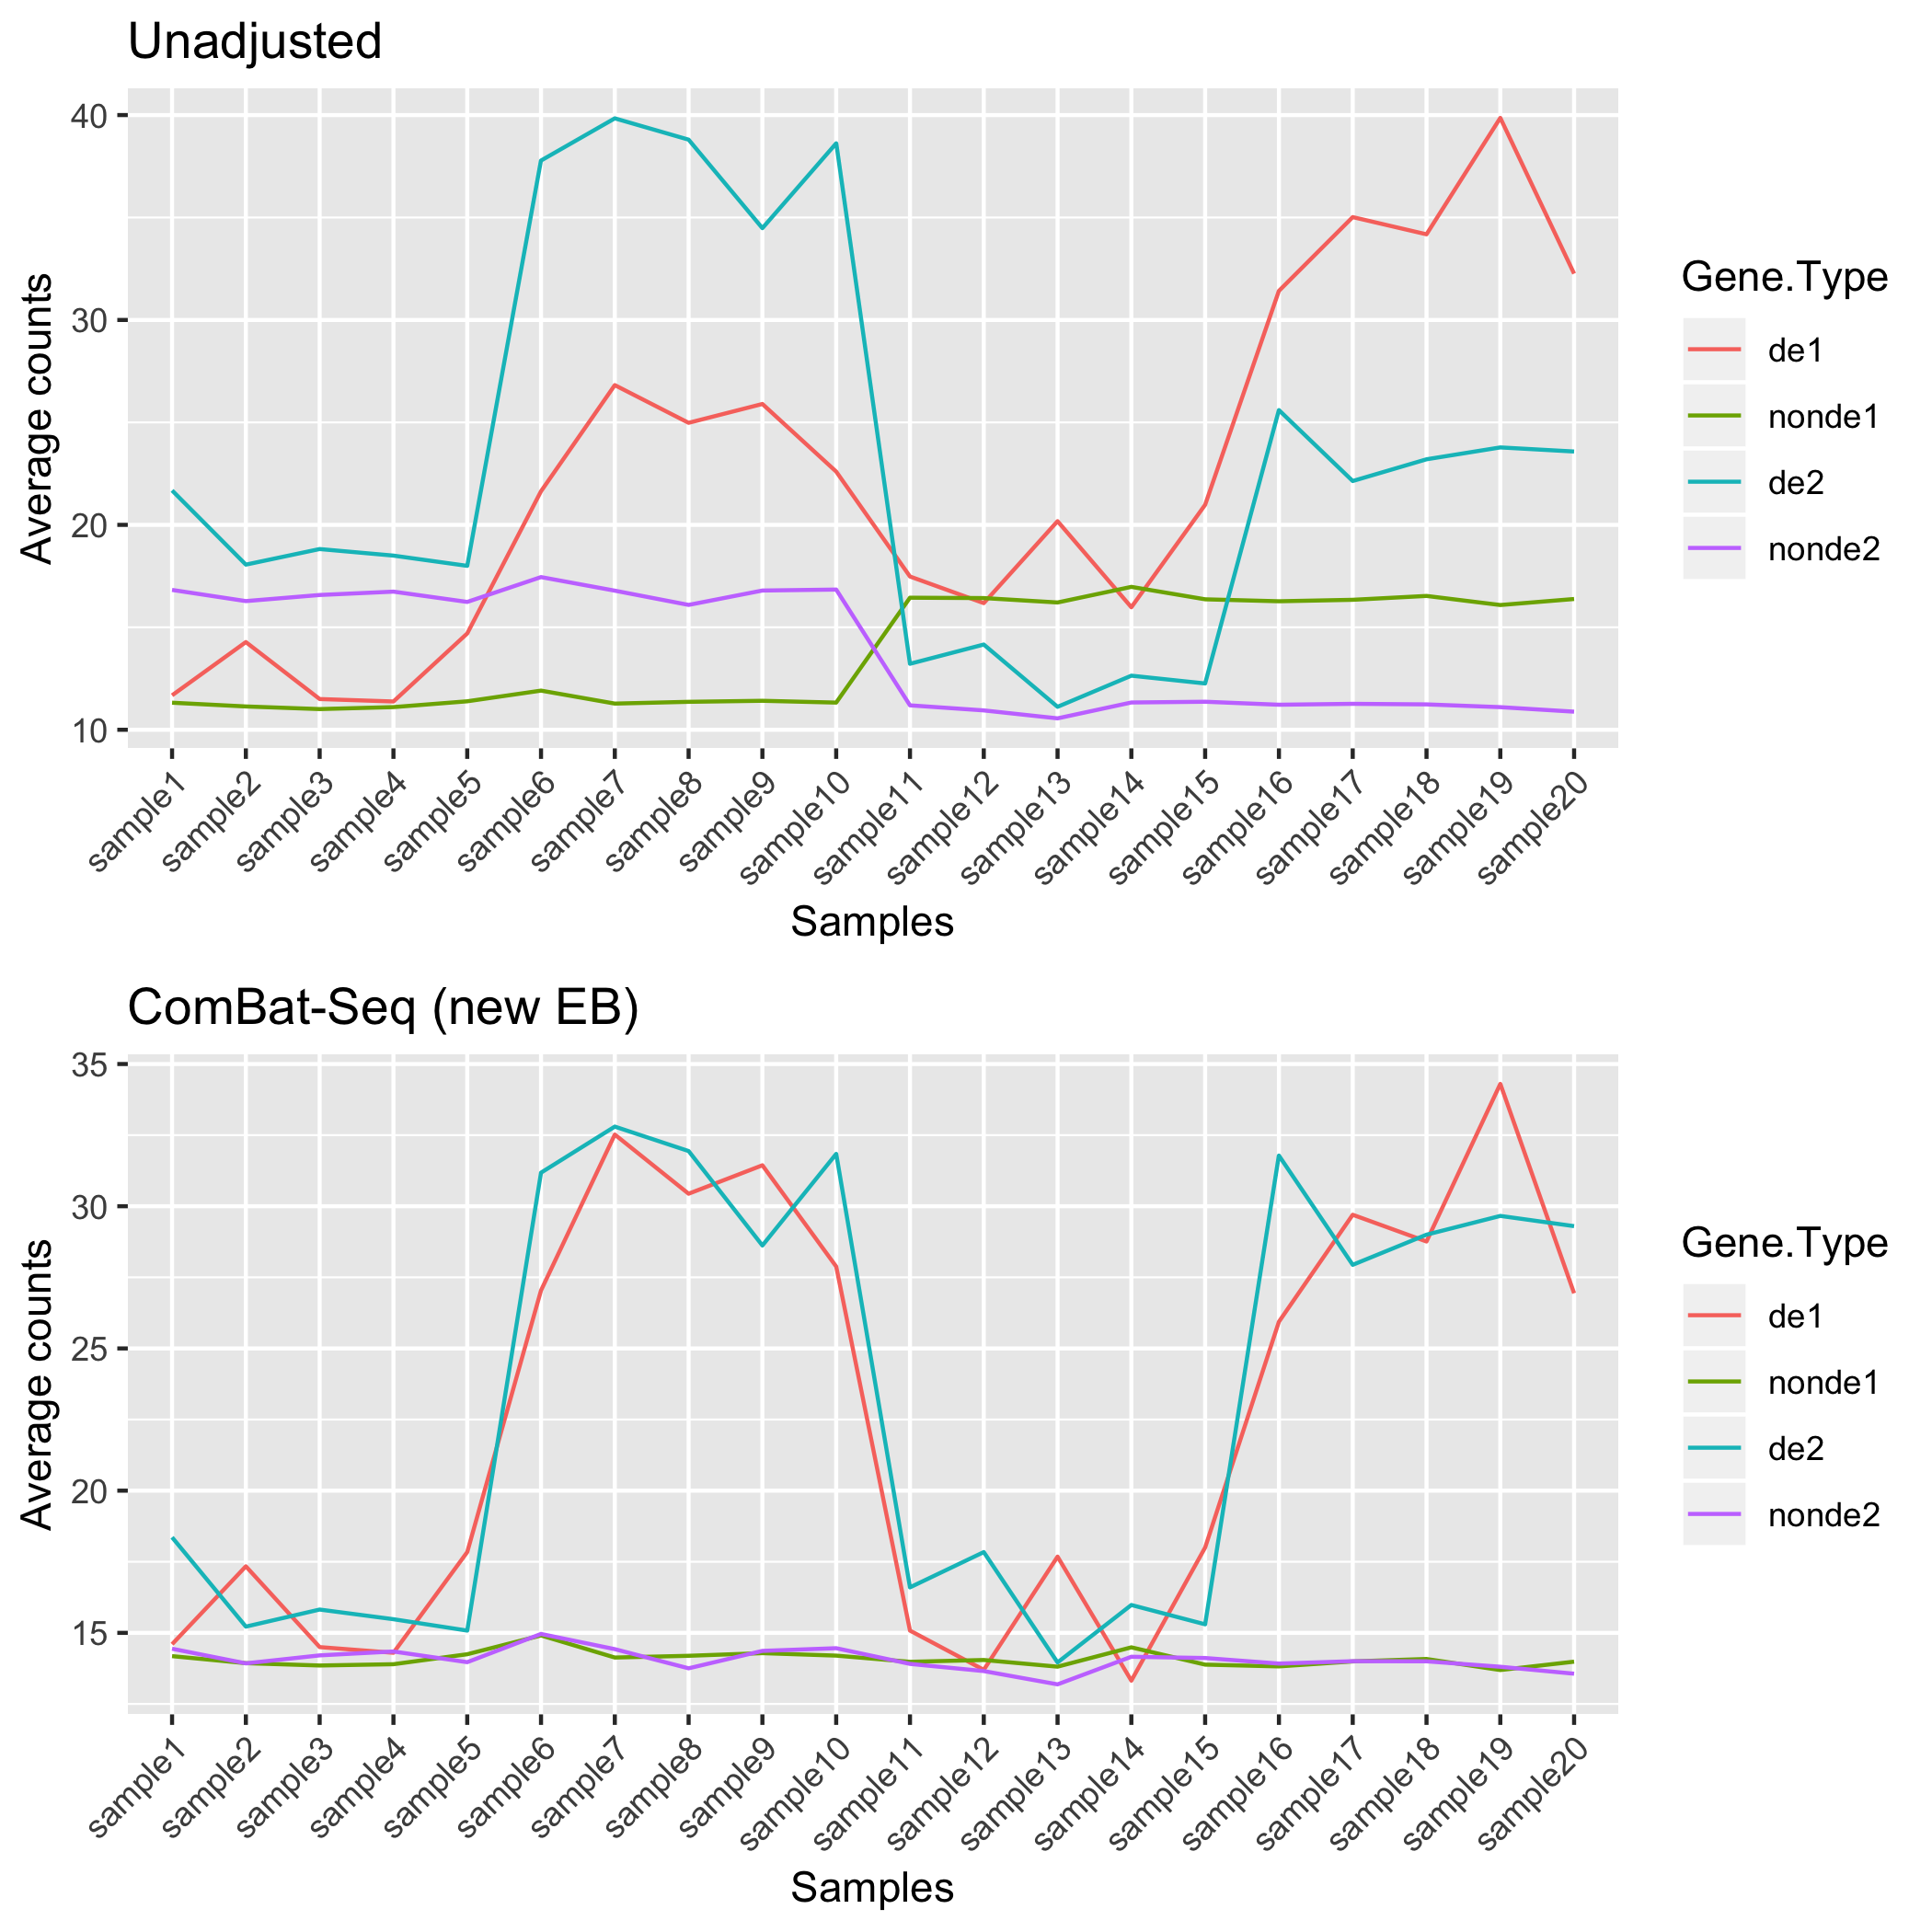 Unadjusted
Average counts
40
30
20
10
sample1
sample2
sample3
sample4
sample5
sample6
sample7
sample8
sample9
sample10
sample11
sample12
sample13
sample14
sample15
sample16
sample17
sample18
sample19
sample20
Samples
Gene.Type
de1
nonde1
de2
nonde2
ComBat-Seq (new EB)
Average counts
35
30
25
20
15
sample1
sample2
sample3
sample4
sample5
sample6
sample7
sample8
sample9
sample10
sample11
sample12
sample13
sample14
sample15
sample16
sample17
sample18
sample19
sample20
Samples
Gene.Type
de1
nonde1
de2
nonde2